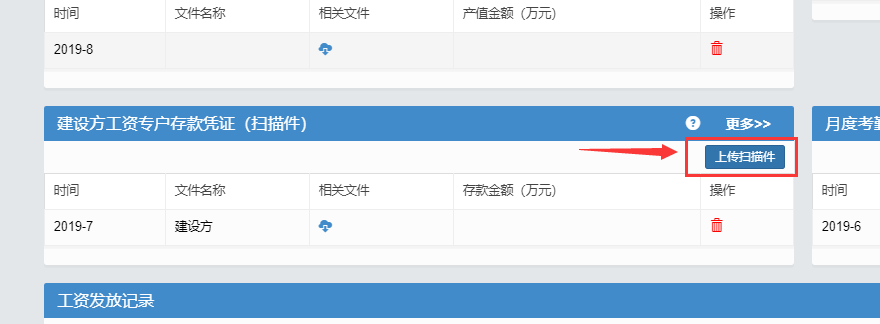 时间 文件名称 相关文件 产值金额（万元） 操作
2019-8
建设方工资专户存款凭证（扫描件） ? 更多>> 月度考勤
上传扫描件
时间 文件名称 相关文件 存款金额（万元） 操作 时间
2019-7 建设方 2019-6
工资发放记录